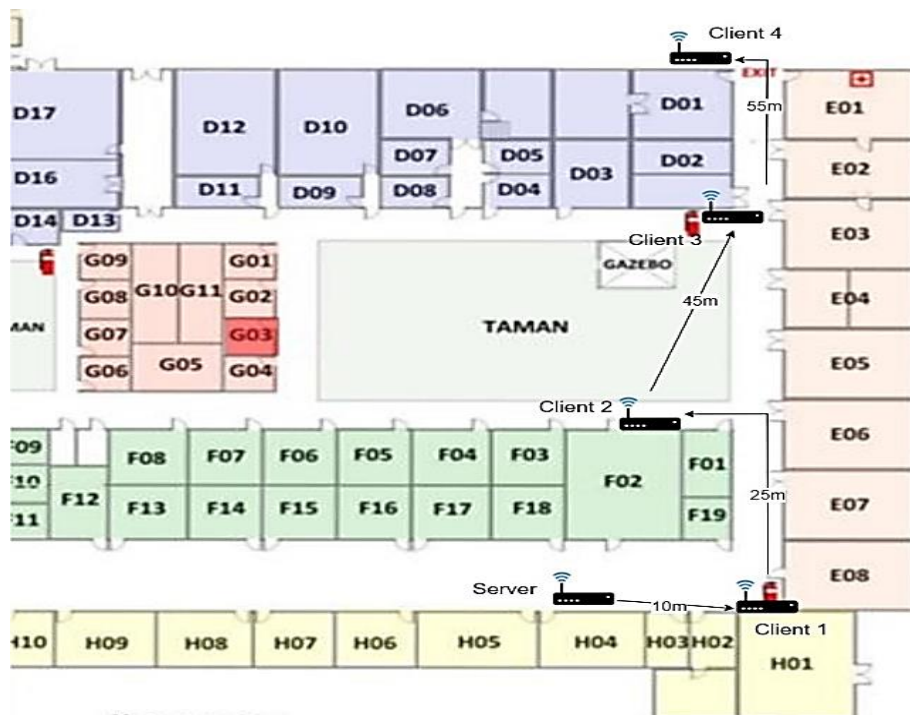 Client 4
EXIT
55m
D17
D12
D10
D06
D01
E01
D07
D05
D02
E02
D16
D11
D09
D08
D04
D03
D14
D13
Client 3
E03
G09
G01
GAZEBO
G08
G10
G11
G02
45m
E04
MAN
G07
G03
TAMAN
G05
G06
G04
E05
Client 2
E06
F09
F08
F07
F06
F05
F04
F03
F01
F10
F12
F02
25m
E07
F11
F13
F14
F15
F16
F17
F18
F19
E08
Server
10m
Client 1
H10
H09
H08
H07
H06
H05
H04
H03
H02
H01